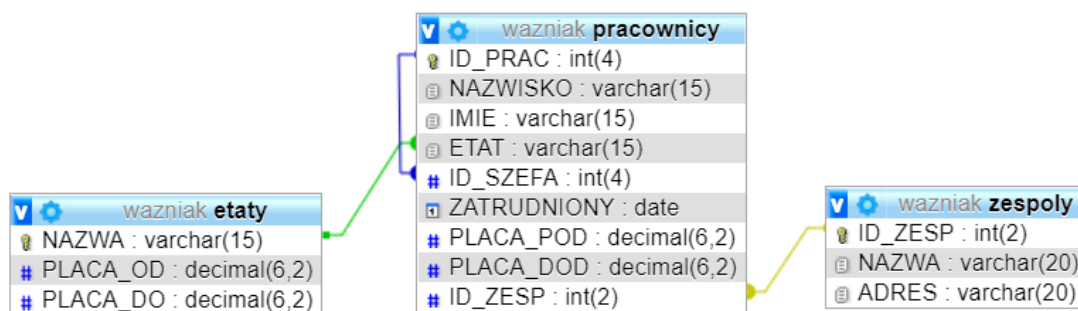 wazniak pracownicy
ID_PRAC : int(4)
NAZWISKO : varchar(15)
IMIE : varchar(15)
ETAT : varchar(15)
ID_SZEFA : int(4)
ZATRUDNIONY : date
PLACA_POD : decimal(6,2)
PLACA_DOD : decimal(6,2)
ID_ZESP : int(2)
wazniak etaty
NAZWA : varchar(15)
PLACA_OD : decimal(6,2)
PLACA_DO : decimal(6,2)
wazniak zespoly
ID_ZESP : int(2)
NAZWA : varchar(20)
ADRES : varchar(20)